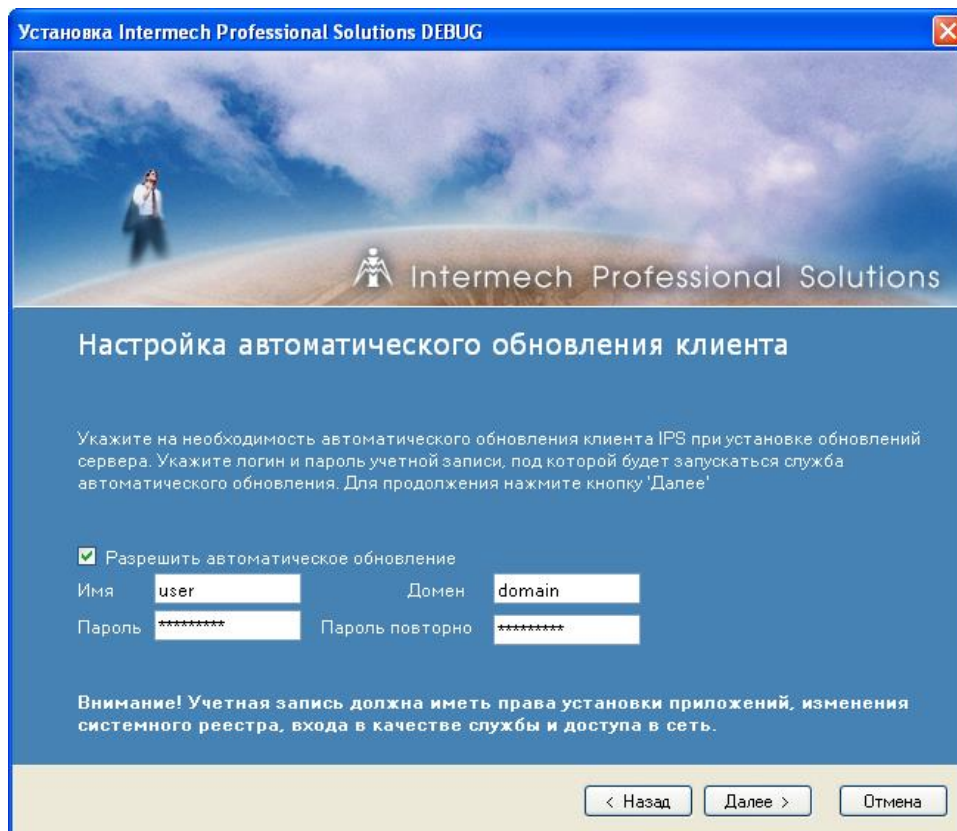 Установка Intermech Professional Solutions DEBUG
Intermech Professional Solutions
Настройка автоматического обновления клиента
Укажите на необходимость автоматического обновления клиента IPS при установке обновлений
сервера. Укажите логин и пароль учетной записи, под которой будет запускаться служба
автоматического обновления. Для продолжения нажмите кнопку 'Далее'
Разрешить автоматическое обновление
Имя user Домен domain
Пароль ********* Пароль повторно *********
Внимание! Учетная запись должна иметь права установки приложений, изменения
системного реестра, входа в качестве службы и доступа в сеть.
< Назад Далее > Отмена